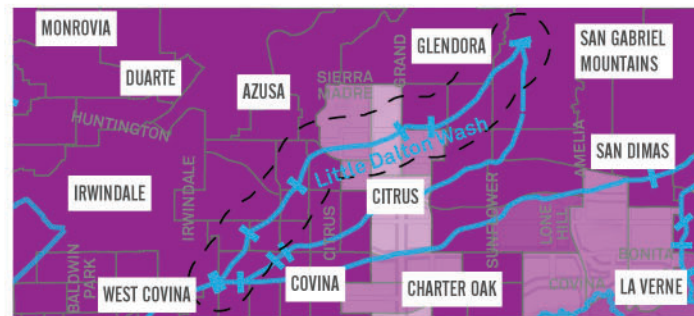 MONROVIA
GLENDORA
SAN GABRIEL
MOUNTAINS
DUARTE
AZUSA
SIERRA
MADRE
GRAND
HUNTINGTON
Little Dalton Wash
AMELIA
SAN DIMAS
IRWINDALE
IRWINDALE
CITRUS
CITRUS
SUNFLOWER
LONE
HILL
BALDWIN
PARK
WEST COVINA
COVINA
CHARTER OAK
BONITA
COVINA
LA VERNE